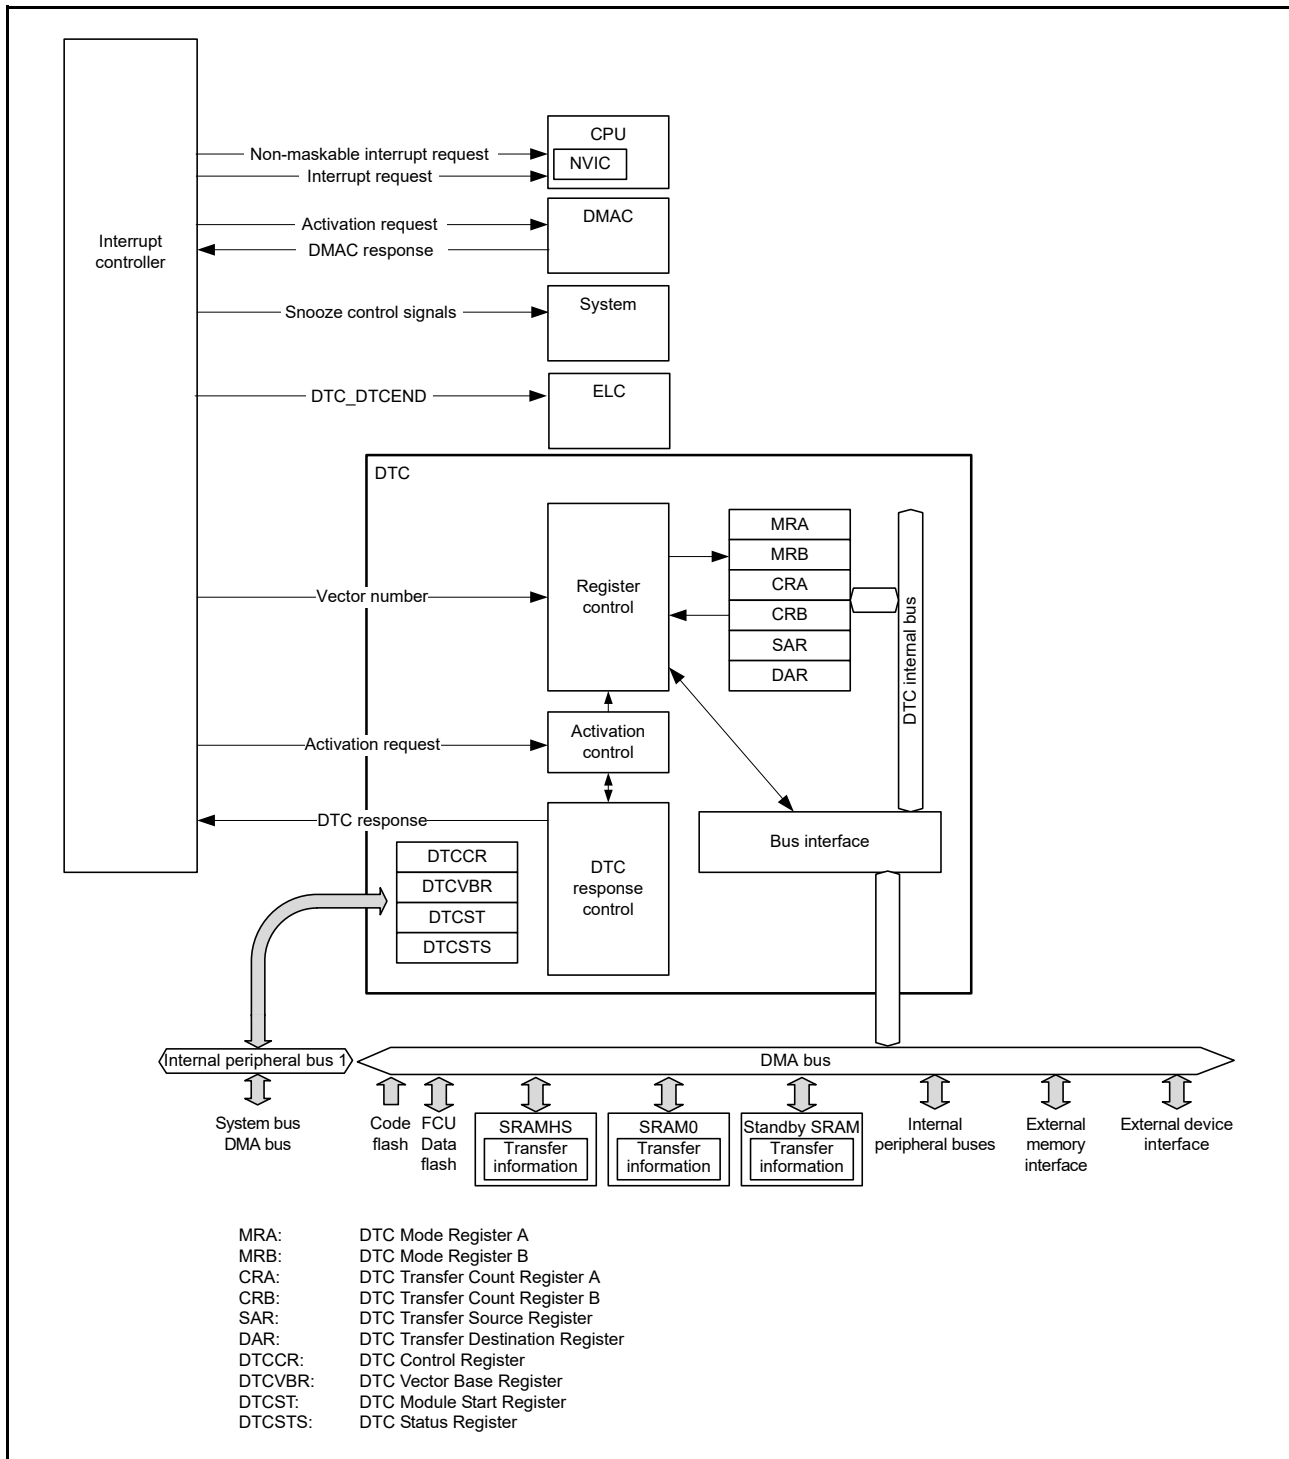 CPU
Non-maskable interrupt request
NVIC
Interrupt request
Activation request
DMAC
Interrupt
controller
DMAC response
Snooze control signals
System
DTC_DTCEND
ELC
DTC
MRA
MRB
CRA
CRB
SAR
DAR
Register
control
Vector number
DTC internal bus
Activation request
Activation
control
DTC response
Bus interface
DTCCR
DTCVBR
DTCST
DTCSTS
DTC
response
control
Internal peripheral bus 1
DMA bus
System bus
DMA bus
Code
flash
FCU
Data
flash
SRAMHS
Transfer
information
SRAM0
Transfer
information
Standby SRAM
Transfer
information
Internal
peripheral buses
External
memory
interface
External device
interface
MRA: DTC Mode Register A
MRB: DTC Mode Register B
CRA: DTC Transfer Count Register A
CRB: DTC Transfer Count Register B
SAR: DTC Transfer Source Register
DAR: DTC Transfer Destination Register
DTCCR: DTC Control Register
DTCVBR: DTC Vector Base Register
DTCST: DTC Module Start Register
DTCSTS: DTC Status Register